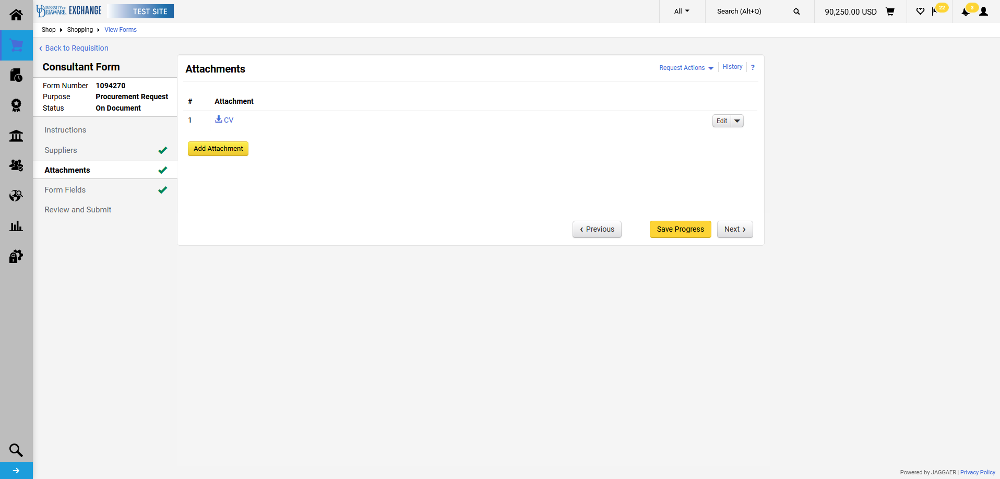 UNIVERSITY OF DELAWARE EXCHANGE TEST SITE
All Search (Alt+Q) 90,250.00 USD 22 3
Shop Shopping View Forms
‹ Back to Requisition
Consultant Form
Form Number 1094270
Purpose Procurement Request
Status On Document
Instructions
Suppliers
Attachments
Form Fields
Review and Submit
Attachments
Request Actions History ?
# Attachment
1 CV Edit
Add Attachment
‹ Previous Save Progress Next ›
Powered by JAGGAER | Privacy Policy